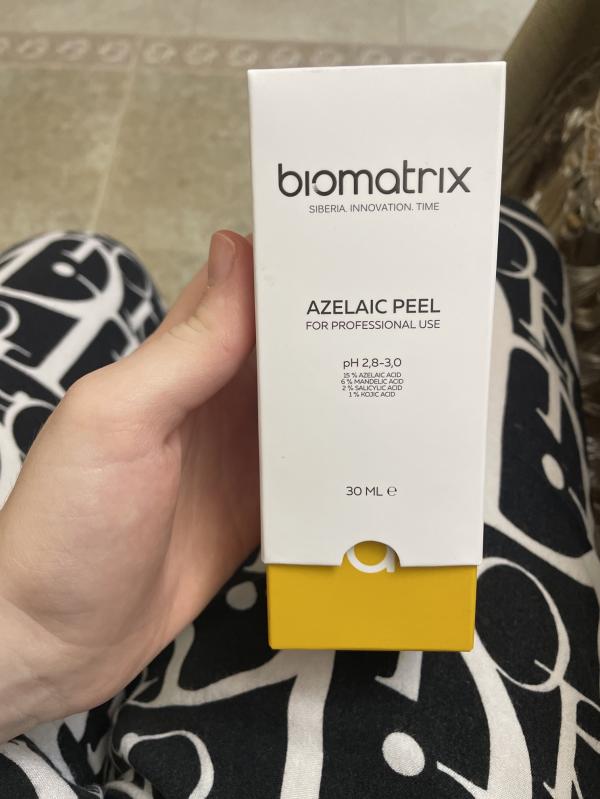 biomatrix
SIBERIA. INNOVATION. TIME
AZELAIC PEEL
FOR PROFESSIONAL USE
pH 2,8-3,0
15 % AZELAIC ACID
6 % MANDELIC ACID
2 % SALICYLIC ACID
1 % KOJIC ACID
30 ML ℮